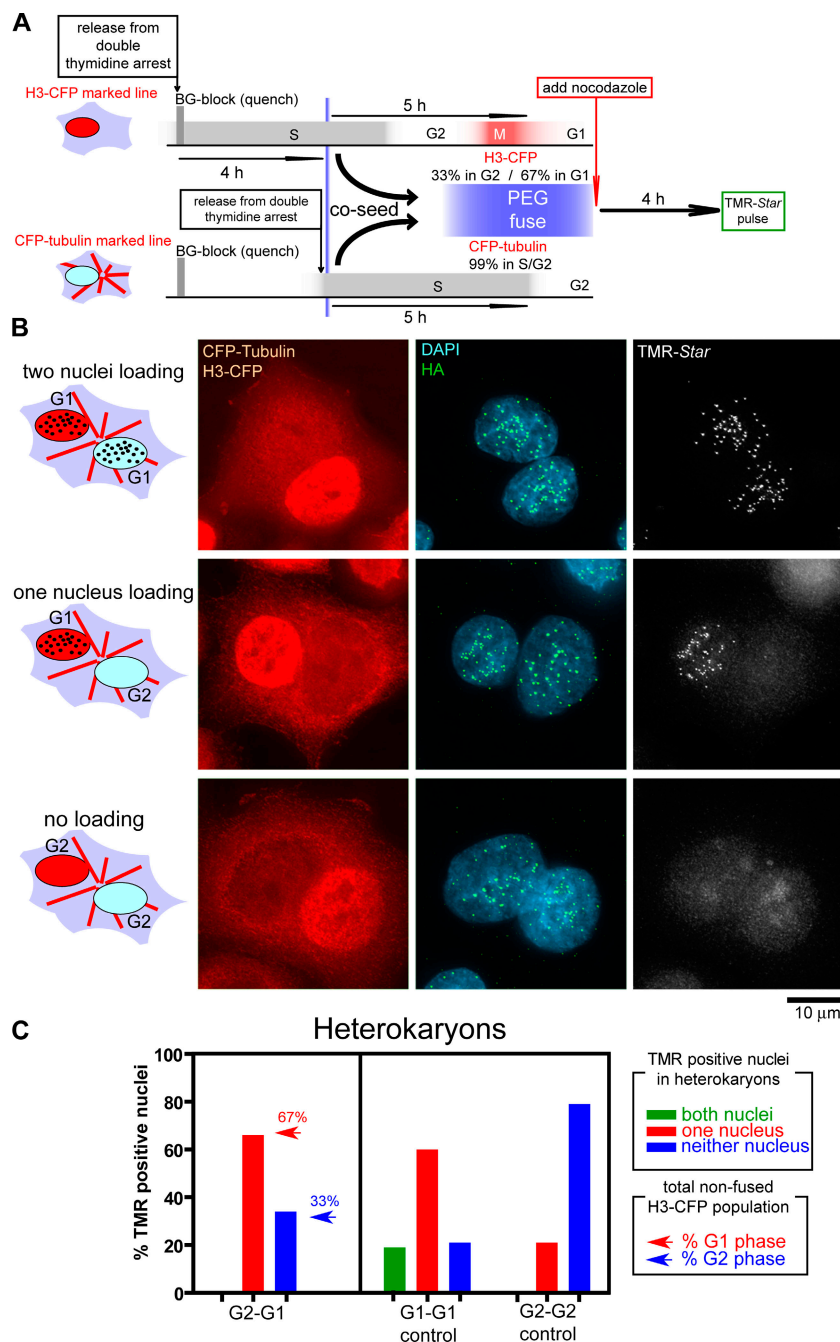 A
release from
double
thymidine arrest
H3-CFP marked line
BG-block (quench)
5 h
add nocodazole
S
G2
M
G1
4 h
H3-CFP
33% in G2 / 67% in G1
release from double
thymidine arrest
co-seed
PEG
fuse
4 h
TMR-Star
pulse
CFP-tubulin marked line
BG-block (quench)
CFP-tubulin
99% in S/G2
S
G2
5 h
B
two nuclei loading
G1
G1
CFP-Tubulin
H3-CFP
DAPI
HA
TMR-Star
one nucleus loading
G1
G2
no loading
G2
G2
10 µm
C
Heterokaryons
% TMR positive nuclei
100
80
60
40
20
0
67%
33%
G2-G1
G1-G1
control
G2-G2
control
TMR positive nuclei
in heterokaryons
both nuclei
one nucleus
neither nucleus
total non-fused
H3-CFP population
% G1 phase
% G2 phase